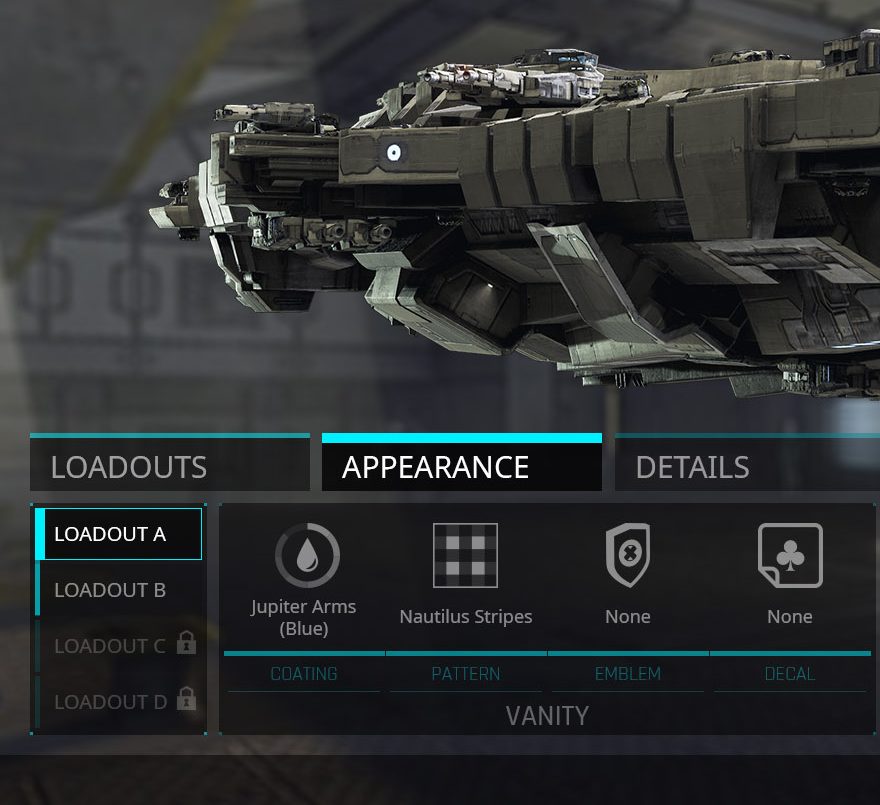 LOADOUTS
APPEARANCE
DETAILS
LOADOUT A
LOADOUT B
LOADOUT C
LOADOUT D
Jupiter Arms
(Blue)
Nautilus Stripes
None
None
COATING
PATTERN
EMBLEM
DECAL
VANITY